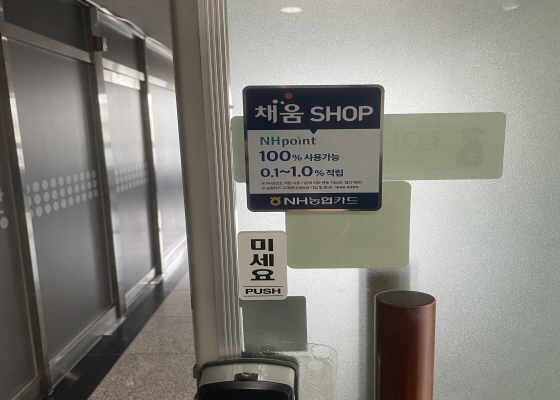 채움 SHOP
NHpoint
100% 사용가능
0.1~1.0% 적립
NH농협카드
미
세
요
PUSH